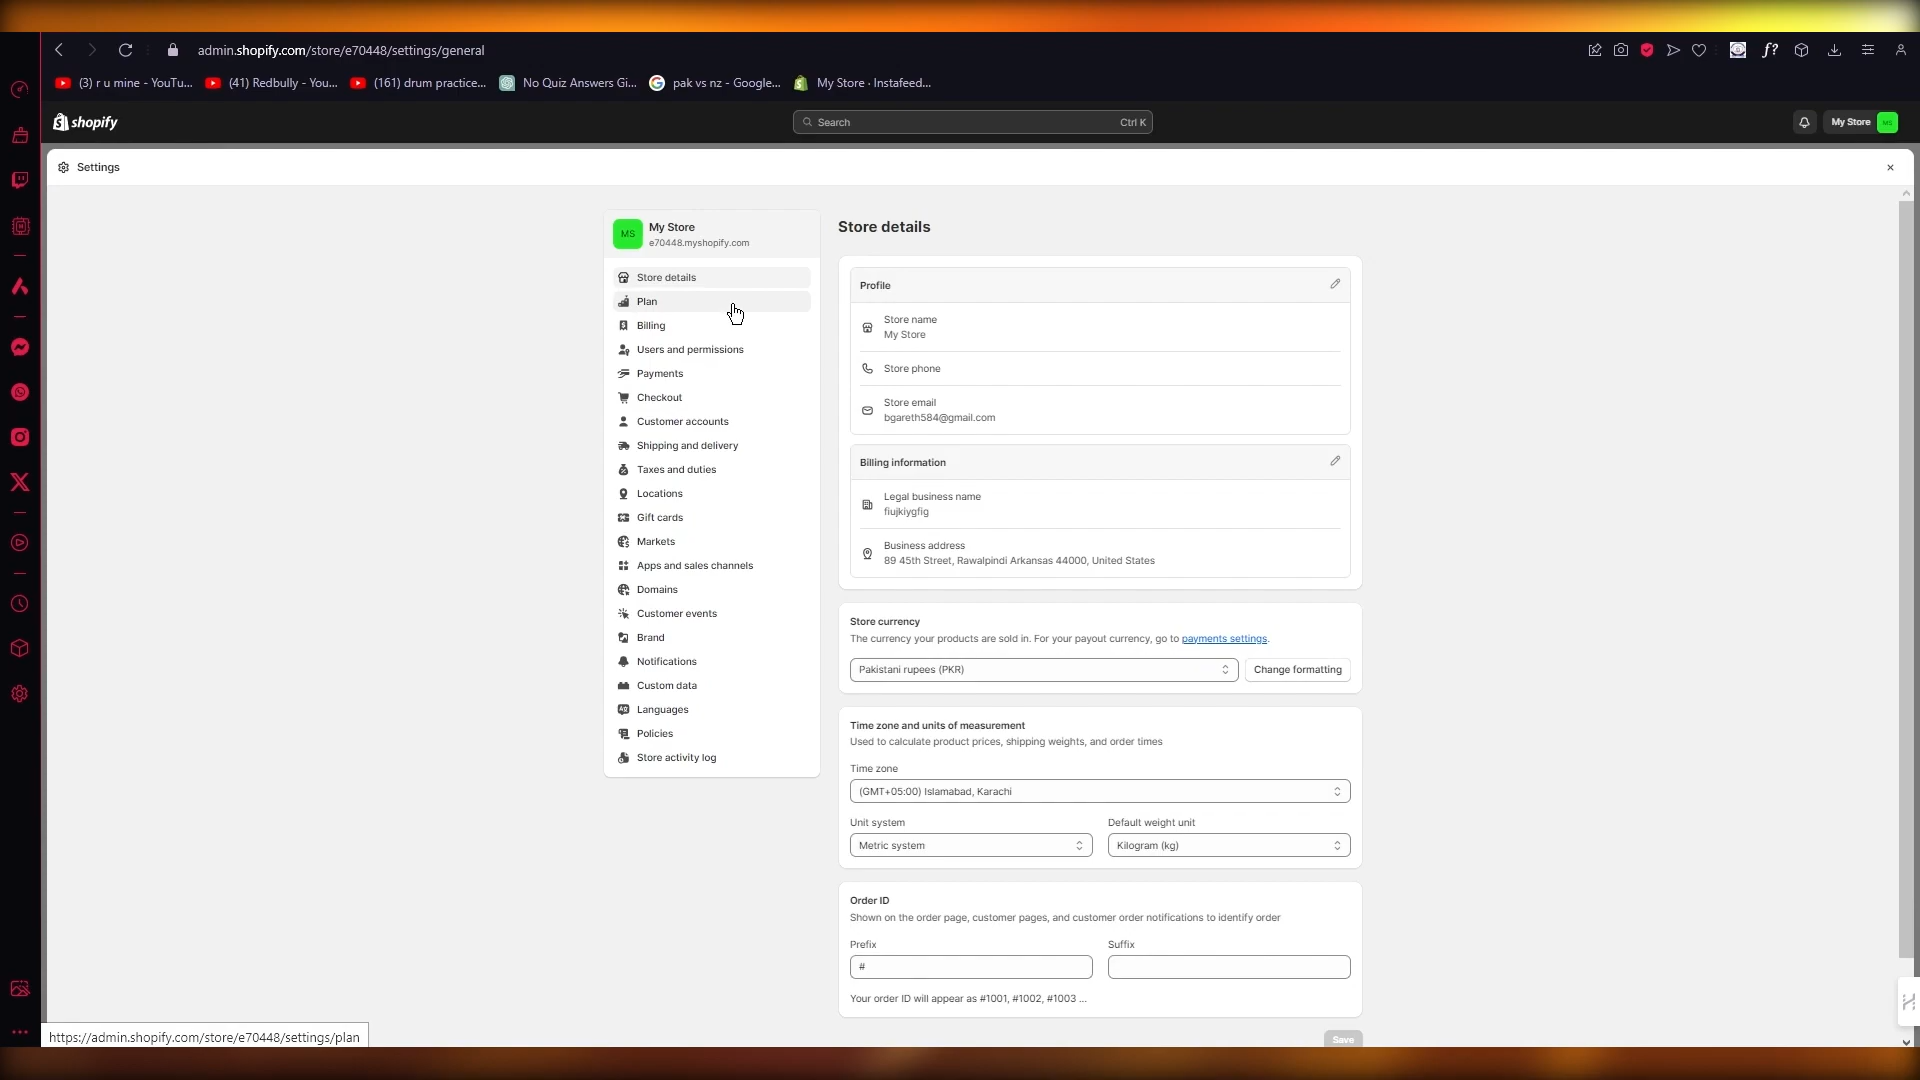 admin.shopify.com/store/e70448/settings/general
(3) r u mine - YouTu...
(41) Redbully - You...
(161) drum practice...
No Quiz Answers Gi...
pak vs nz - Google...
My Store · Instafeed...
shopify
Search
Ctrl K
My Store
MS
Settings
MS
My Store
e70448.myshopify.com
Store details
Plan
Billing
Users and permissions
Payments
Checkout
Customer accounts
Shipping and delivery
Taxes and duties
Locations
Gift cards
Markets
Apps and sales channels
Domains
Customer events
Brand
Notifications
Custom data
Languages
Policies
Store activity log
Store details
Profile
Store name
My Store
Store phone
Store email
bgareth584@gmail.com
Billing information
Legal business name
fiujkiygfig
Business address
89 45th Street, Rawalpindi Arkansas 44000, United States
Store currency
The currency your products are sold in. For your payout currency, go to payments settings.
Pakistani rupees (PKR)
Change formatting
Time zone and units of measurement
Used to calculate product prices, shipping weights, and order times
Time zone
(GMT+05:00) Islamabad, Karachi
Unit system
Default weight unit
Metric system
Kilogram (kg)
Order ID
Shown on the order page, customer pages, and customer order notifications to identify order
Prefix
Suffix
#
Your order ID will appear as #1001, #1002, #1003 ...
Save
https://admin.shopify.com/store/e70448/settings/plan